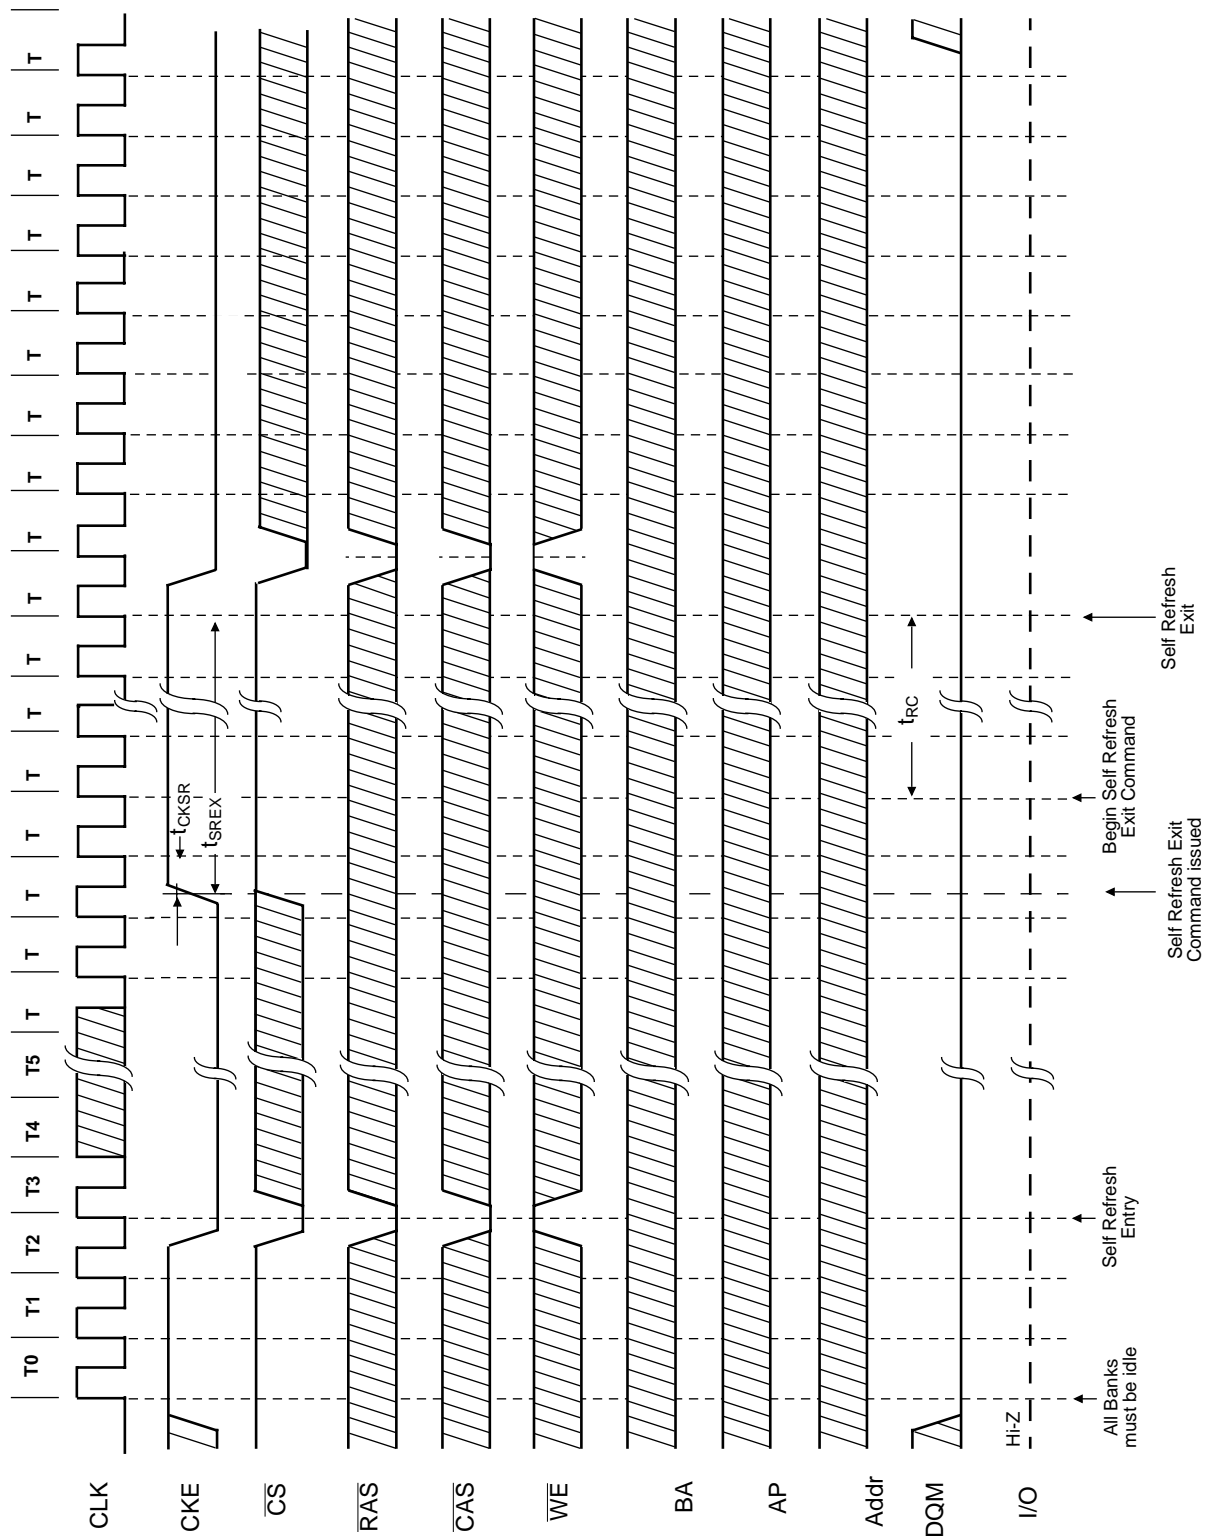 T0 T1 T2 T3 T4 T5 T T T T T T T T T T T T T T T T T
CLK
CKE
tCKSR
tSREX
CS
RAS
CAS
WE
BA
AP
Addr
DQM
tRC
I/O
Hi-Z
All Banks
must be idle
Self Refresh
Entry
Self Refresh Exit
Command issued
Begin Self Refresh
Exit Command
Self Refresh
Exit